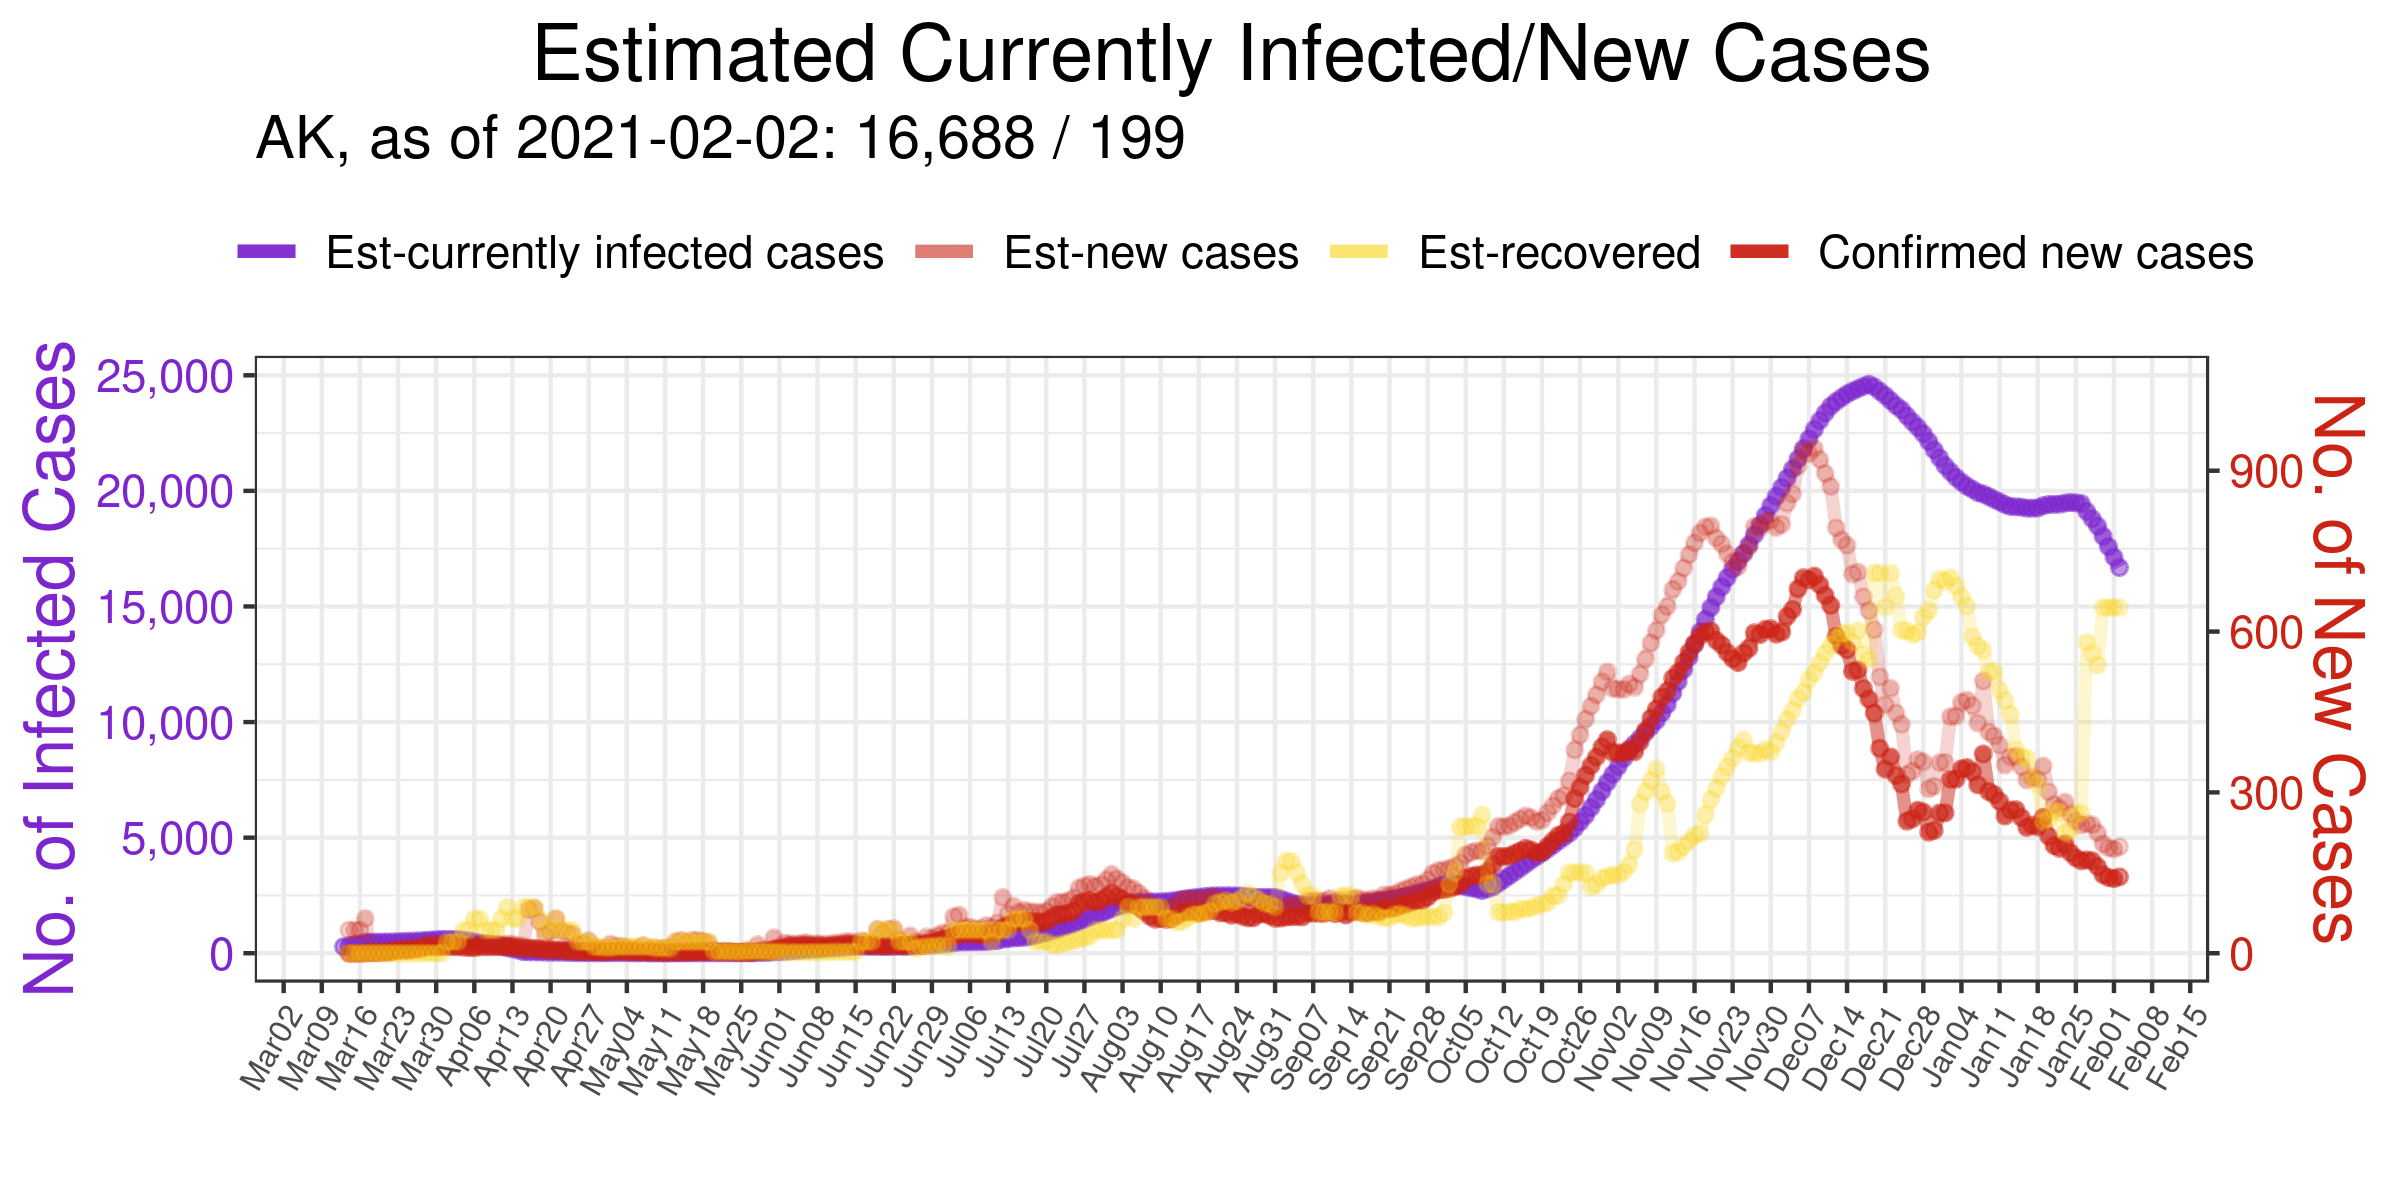 Estimated Currently Infected/New Cases
AK, as of 2021-02-02: 16,688 / 199
Est-currently infected cases Est-new cases Est-recovered Confirmed new cases
No. of Infected Cases
25,000
20,000
15,000
10,000
5,000
0
900
600
300
0
No. of New Cases
Mar02 Mar09 Mar16 Mar23 Mar30 Apr06 Apr13 Apr20 Apr27 May04 May11 May18 May25 Jun01 Jun08 Jun15 Jun22 Jun29 Jul06 Jul13 Jul20 Jul27 Aug03 Aug10 Aug17 Aug24 Aug31 Sep07 Sep14 Sep21 Sep28 Oct05 Oct12 Oct19 Oct26 Nov02 Nov09 Nov16 Nov23 Nov30 Dec07 Dec14 Dec21 Dec28 Jan04 Jan11 Jan18 Jan25 Feb01 Feb08 Feb15